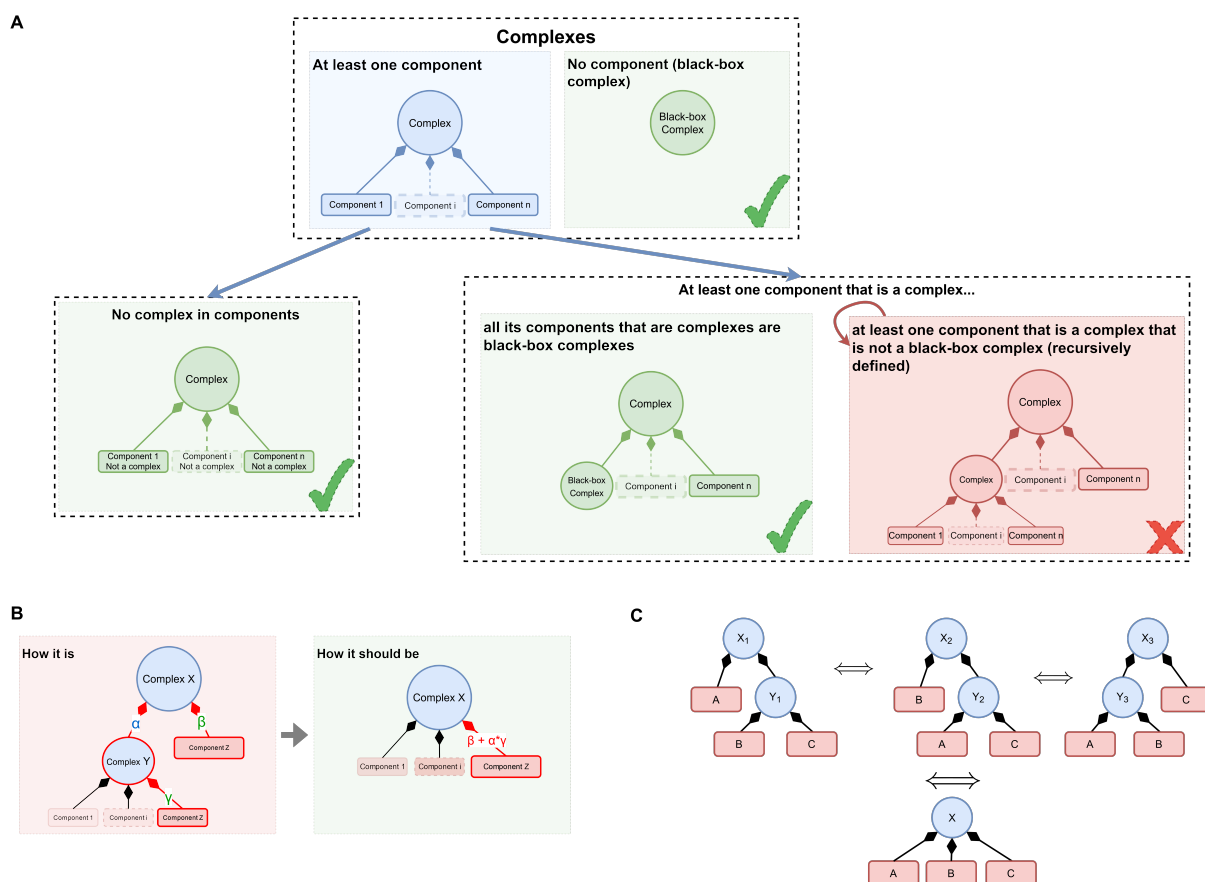 A
Complexes
At least one component
No component (black-box
complex)
Complex
Black-box
Complex
Component 1
Component i
Component n
No complex in components
Complex
Component 1
Not a complex
Component i
Not a complex
Component n
Not a complex
At least one component that is a complex...
all its components that are complexes are
black-box complexes
Complex
Black-box
Complex
Component i
Component n
at least one component that is a complex that
is not a black-box complex (recursively
defined)
Complex
Complex
Component i
Component n
Component 1
Component i
Component n
B
How it is
Complex X
α
β
Component Z
Complex Y
γ
Component 1
Component i
Component Z
How it should be
Complex X
β + α*γ
Component 1
Component i
Component Z
C
X₁
A
Y₁
B
C
⟺
X₂
B
Y₂
A
C
⟺
X₃
Y₃
C
A
B
⟺
X
A
B
C